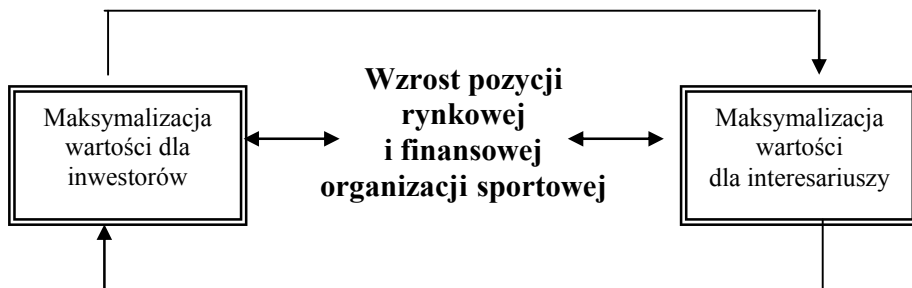 Maksymalizacja
wartości dla
inwestorów
Wzrost pozycji
rynkowej
i finansowej
organizacji sportowej
Maksymalizacja
wartości
dla interesariuszy